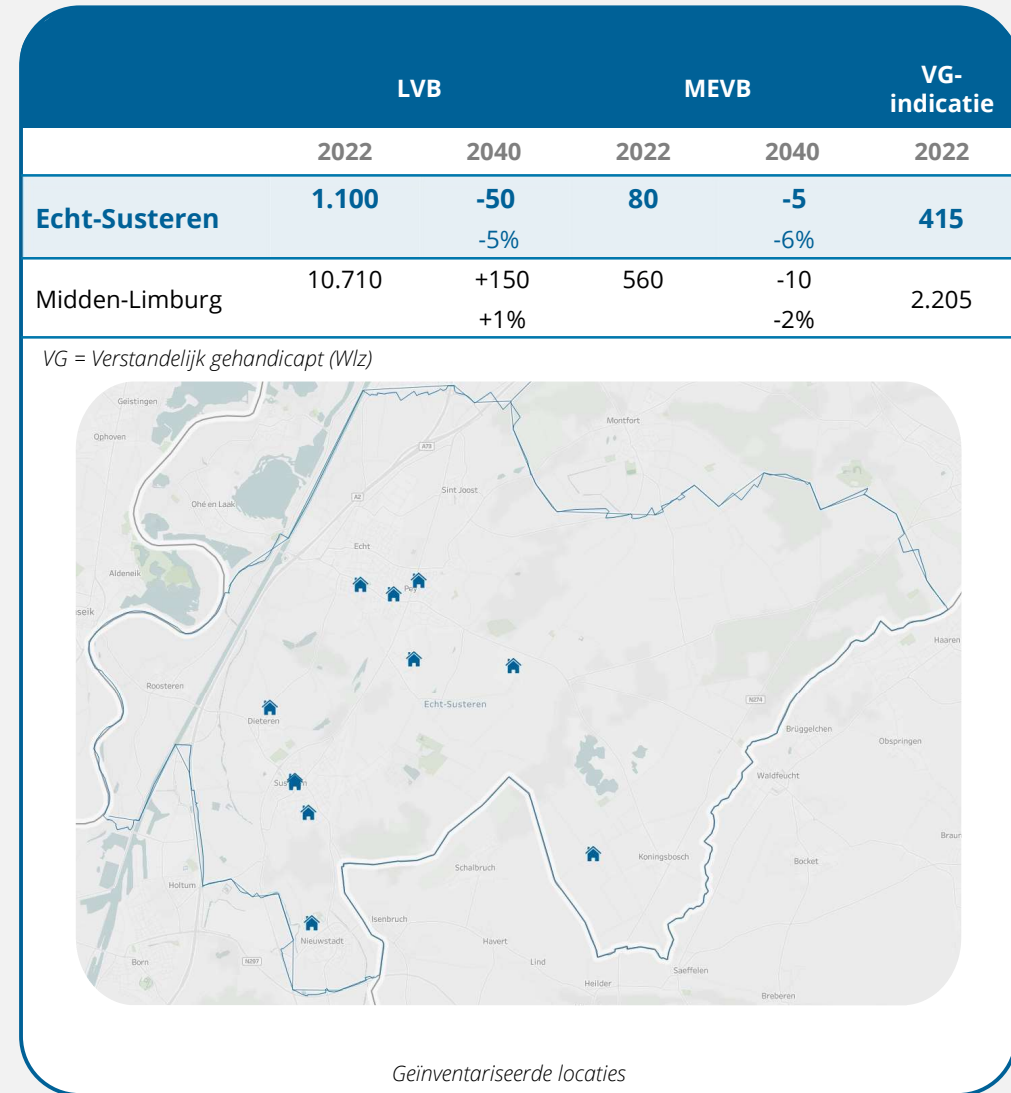 LVB MEVB VG-indicatie
2022 2040 2022 2040 2022
Echt-Susteren 1.100 -50 80 -5 415
-5% -6%
Midden-Limburg 10.710 +150 560 -10 2.205
+1% -2%
VG = Verstandelijk gehandicapt (Wlz)
Geistingen
Montfort
Ophoven
A73
Sint Joost
A2
Ohé en Laak
Echt
Aldeneik
Pey
seik
Haaren
Roosteren
N274
Echt-Susteren
Dieteren
Brüggelchen
Obspringen
Waldfeucht
Braun
Koningsbosch
Bocket
Schalbruch
Holtum
Isenbruch
Nieuwstadt
Havert
Born
N297
Lind
Saeffelen
Heilder
Breberen
Geïnventariseerde locaties